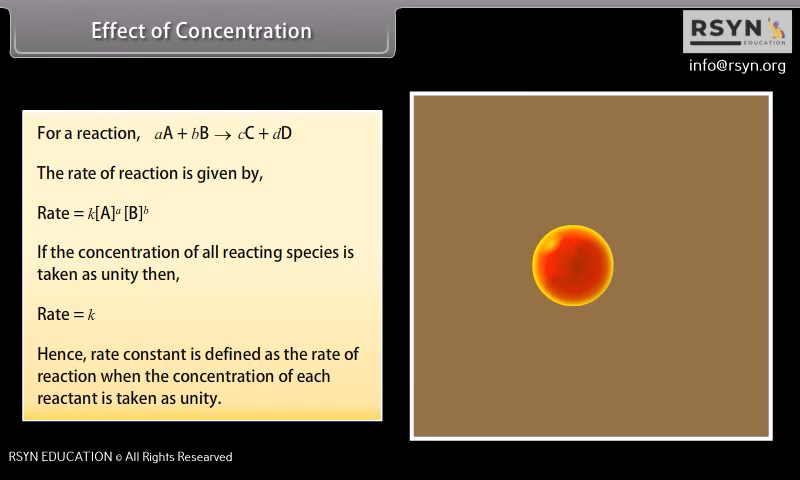 Effect of Concentration
RSYN
EDUCATION
info@rsyn.org
For a reaction, aA + bB → cC + dD
The rate of reaction is given by,
Rate = k[A]ᵃ [B]ᵇ
If the concentration of all reacting species is
taken as unity then,
Rate = k
Hence, rate constant is defined as the rate of
reaction when the concentration of each
reactant is taken as unity.
RSYN EDUCATION © All Rights Researved